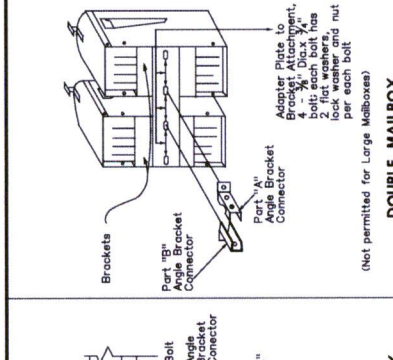 Brackets
Part "B"
Angle Bracket
Connector
Part "A"
Angle Bracket
Connector
Adapter Plate to
Bracket Attachment,
4 - ⅜" Dia.x ¾"
bolt; each bolt has
2 flat washers,
lock washer and nut
per each bolt
(Not permitted for Large Mailboxes)
DOUBLE MAILBOX
Bolt
Angle
Bracket
Conector